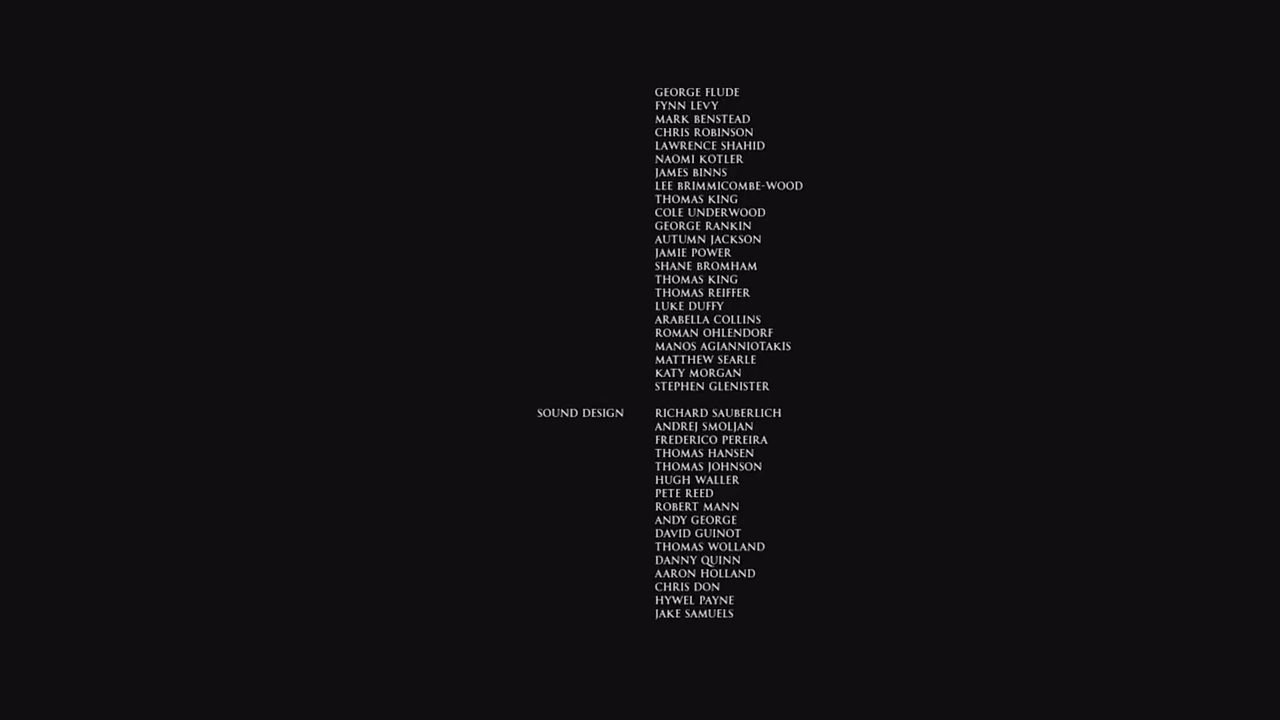 GEORGE FLUDE
FYNN LEVY
MARK BENSTEAD
CHRIS ROBINSON
LAWRENCE SHAHID
NAOMI KOTLER
JAMES BINNS
LEE BRIMMICOMBE-WOOD
THOMAS KING
COLE UNDERWOOD
GEORGE RANKIN
AUTUMN JACKSON
JAMIE POWER
SHANE BROMHAM
THOMAS KING
THOMAS REIFFER
LUKE DUFFY
ARABELLA COLLINS
ROMAN OHLENDORF
MANOS AGIANNIOTAKIS
MATTHEW SEARLE
KATY MORGAN
STEPHEN GLENISTER
SOUND DESIGN RICHARD SAUBERLICH
ANDREJ SMOLJAN
FREDERICO PEREIRA
THOMAS HANSEN
THOMAS JOHNSON
HUGH WALLER
PETE REED
ROBERT MANN
ANDY GEORGE
DAVID GUINOT
THOMAS WOLLAND
DANNY QUINN
AARON HOLLAND
CHRIS DON
HYWEL PAYNE
JAKE SAMUELS